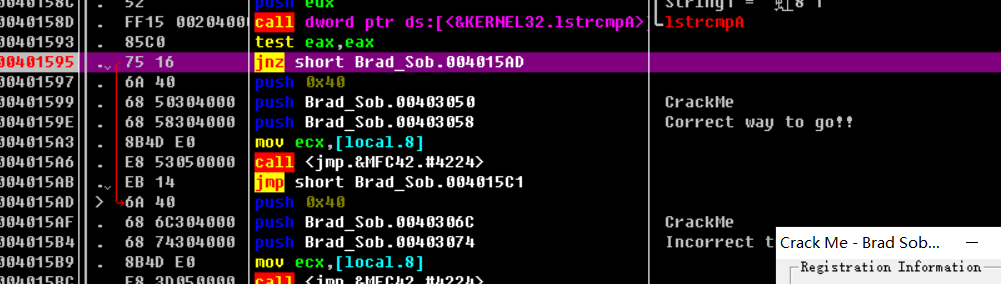 0040158C . 52 push eux
0040158D . FF15 00204000 call dword ptr ds:[<&KERNEL32.lstrcmpA>] lstrcmpA
00401593 . 85C0 test eax,eax
00401595 . 75 16 jnz short Brad_Sob.004015AD
00401597 . 6A 40 push 0x40
00401599 . 68 50304000 push Brad_Sob.00403050 CrackMe
0040159E . 68 58304000 push Brad_Sob.00403058 Correct way to go!!
004015A3 . 8B4D E0 mov ecx,[local.8]
004015A6 . E8 53050000 call <jmp.&MFC42.#4224>
004015AB . EB 14 jmp short Brad_Sob.004015C1
004015AD > 6A 40 push 0x40
004015AF . 68 6C304000 push Brad_Sob.0040306C CrackMe
004015B4 . 68 74304000 push Brad_Sob.00403074 Incorrect t
004015B9 . 8B4D E0 mov ecx,[local.8]
004015BC . E8 3D050000 call <jmp.&MFC42.#4224>
Crack Me - Brad Sob...
Registration Information